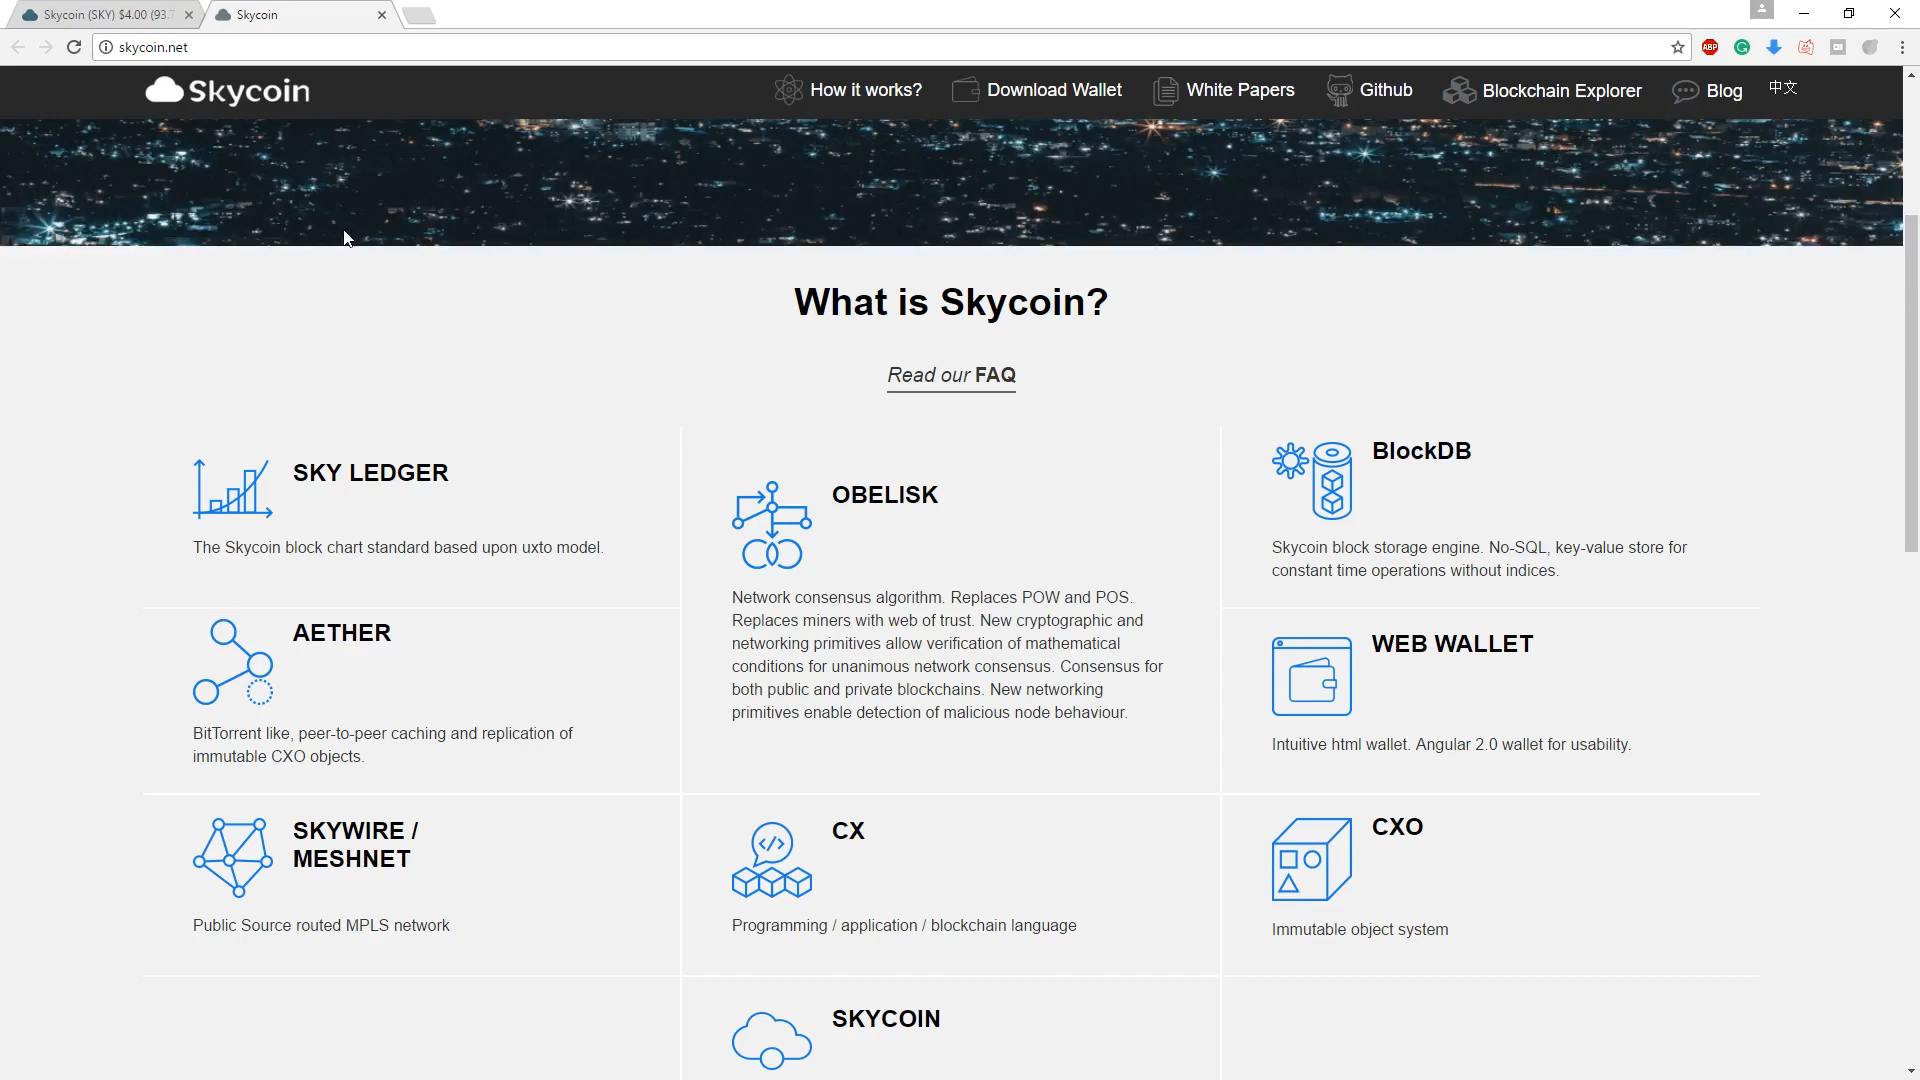 Skycoin (SKY) $4.00 (93.7
Skycoin
skycoin.net
ABP
Skycoin
How it works?
Download Wallet
White Papers
Github
Blockchain Explorer
Blog
中文
What is Skycoin?
Read our FAQ
SKY LEDGER
The Skycoin block chart standard based upon uxto model.
OBELISK
Network consensus algorithm. Replaces POW and POS.
Replaces miners with web of trust. New cryptographic and
networking primitives allow verification of mathematical
conditions for unanimous network consensus. Consensus for
both public and private blockchains. New networking
primitives enable detection of malicious node behaviour.
BlockDB
Skycoin block storage engine. No-SQL, key-value store for
constant time operations without indices.
AETHER
BitTorrent like, peer-to-peer caching and replication of
immutable CXO objects.
WEB WALLET
Intuitive html wallet. Angular 2.0 wallet for usability.
SKYWIRE /
MESHNET
Public Source routed MPLS network
CX
Programming / application / blockchain language
CXO
Immutable object system
SKYCOIN